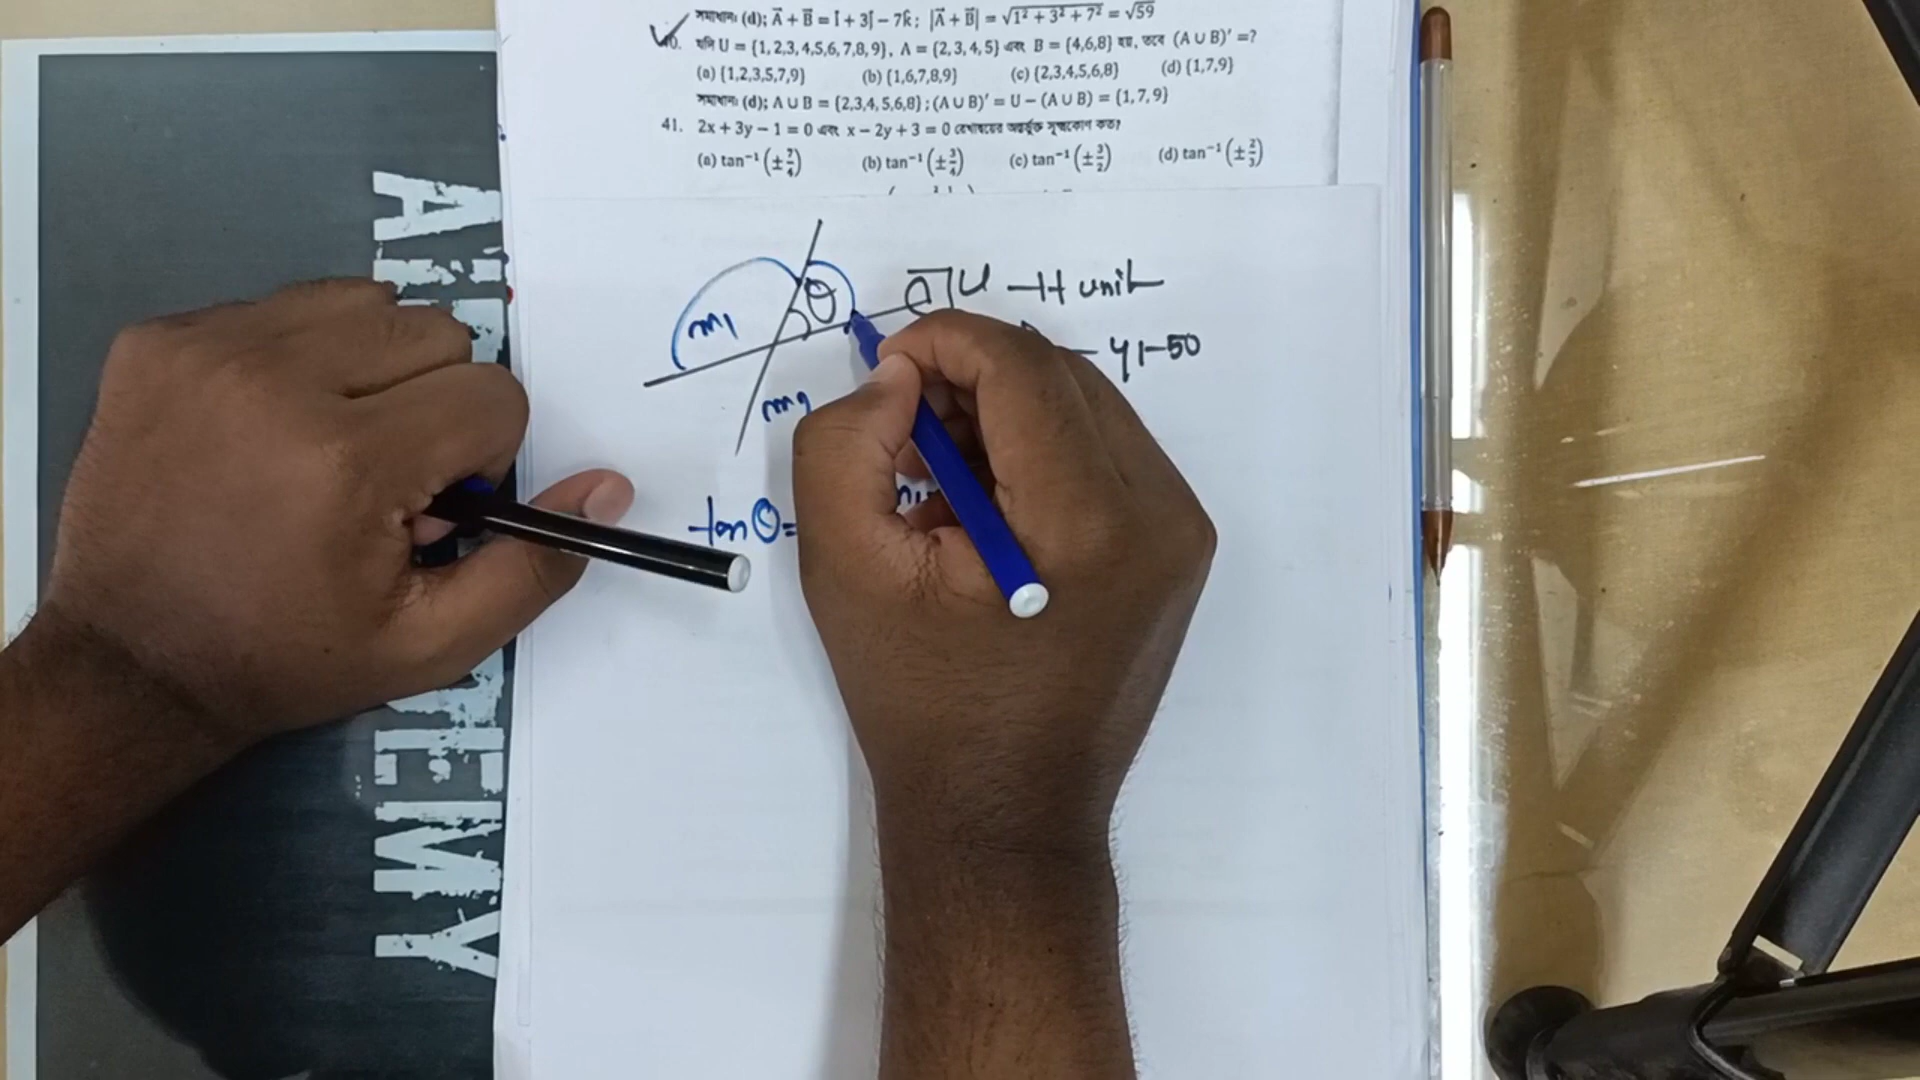 সমাধানঃ (d); A⃗ + B⃗ = î + 3ĵ − 7k̂ ; |A⃗ + B⃗| = √(1² + 3² + 7²) = √59
40. যদি U = {1, 2, 3, 4, 5, 6, 7, 8, 9}, A = {2, 3, 4, 5} এবং B = {4,6,8} হয়, তবে (A ∪ B)′ =?
(a) {1,2,3,5,7,9} (b) {1,6,7,8,9} (c) {2,3,4,5,6,8} (d) {1,7,9}
সমাধানঃ (d); A ∪ B = {2,3,4, 5,6,8} ; (A ∪ B)′ = U − (A ∪ B) = {1, 7, 9}
41. 2x + 3y − 1 = 0 এবং x − 2y + 3 = 0 রেখাদ্বয়ের অন্তর্ভুক্ত সূক্ষ্মকোণ কত?
(a) tan⁻¹ (±7/4) (b) tan⁻¹ (±3/4) (c) tan⁻¹ (±3/2) (d) tan⁻¹ (±2/3)
θ U − H unit
m₁
41−50
m₂
tan θ =
ACADEMY